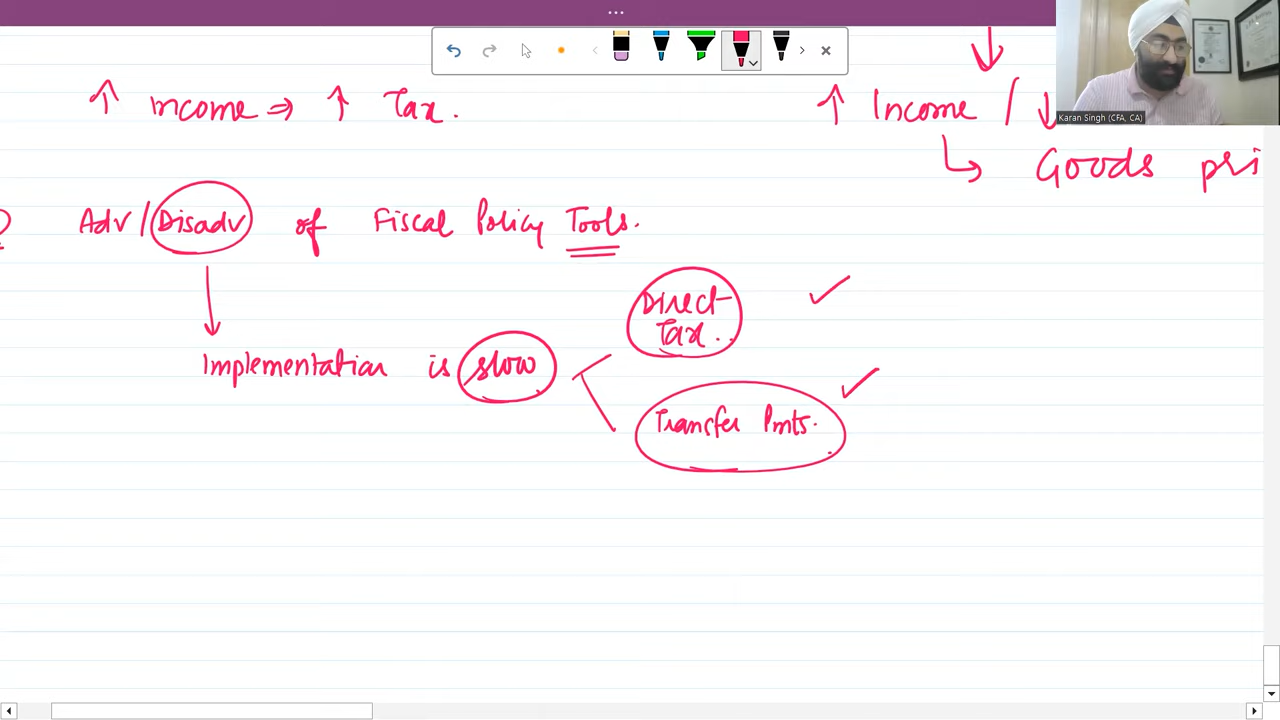 ↑ income ⇒ ↑ Tax.
↑ Income / ↓
↳ Goods pri
Adv/Disadv of Fiscal Policy Tools.
Direct
Tax..
Implementation is slow
Transfer Pmts.
Karan Singh (CFA, CA)